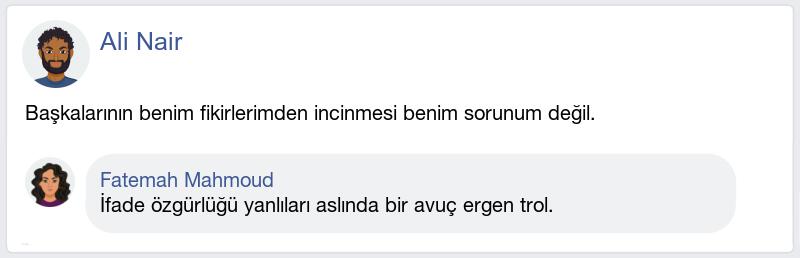 Ali Nair
Başkalarının benim fikirlerimden incinmesi benim sorunum değil.
Fatemah Mahmoud
İfade özgürlüğü yanlıları aslında bir avuç ergen trol.